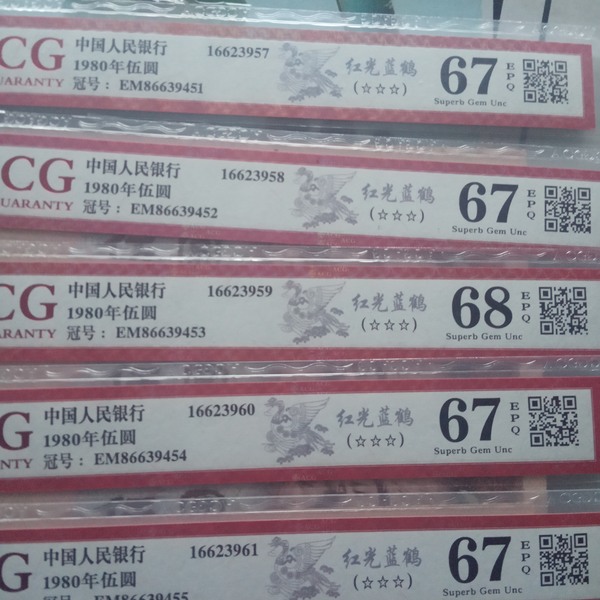 CG
UARANTY
中国人民银行
1980年伍圆
冠号：EM86639451
16623957
红光蓝鹤
(☆☆☆)
67
EPQ
Superb Gem Unc
CG
UARANTY
中国人民银行
1980年伍圆
冠号：EM86639452
16623958
红光蓝鹤
(☆☆☆)
67
EPQ
Superb Gem Unc
CG
ARANTY
中国人民银行
1980年伍圆
冠号：EM86639453
16623959
红光蓝鹤
(☆☆☆)
68
EPQ
Superb Gem Unc
G
NTY
中国人民银行
1980年伍圆
冠号：EM86639454
16623960
红光蓝鹤
(☆☆☆)
67
EPQ
Superb Gem Unc
G
中国人民银行
1980年伍圆
冠号：EM86639455
16623961
红光蓝鹤
(☆☆☆)
67
EPQ
Superb Gem Unc